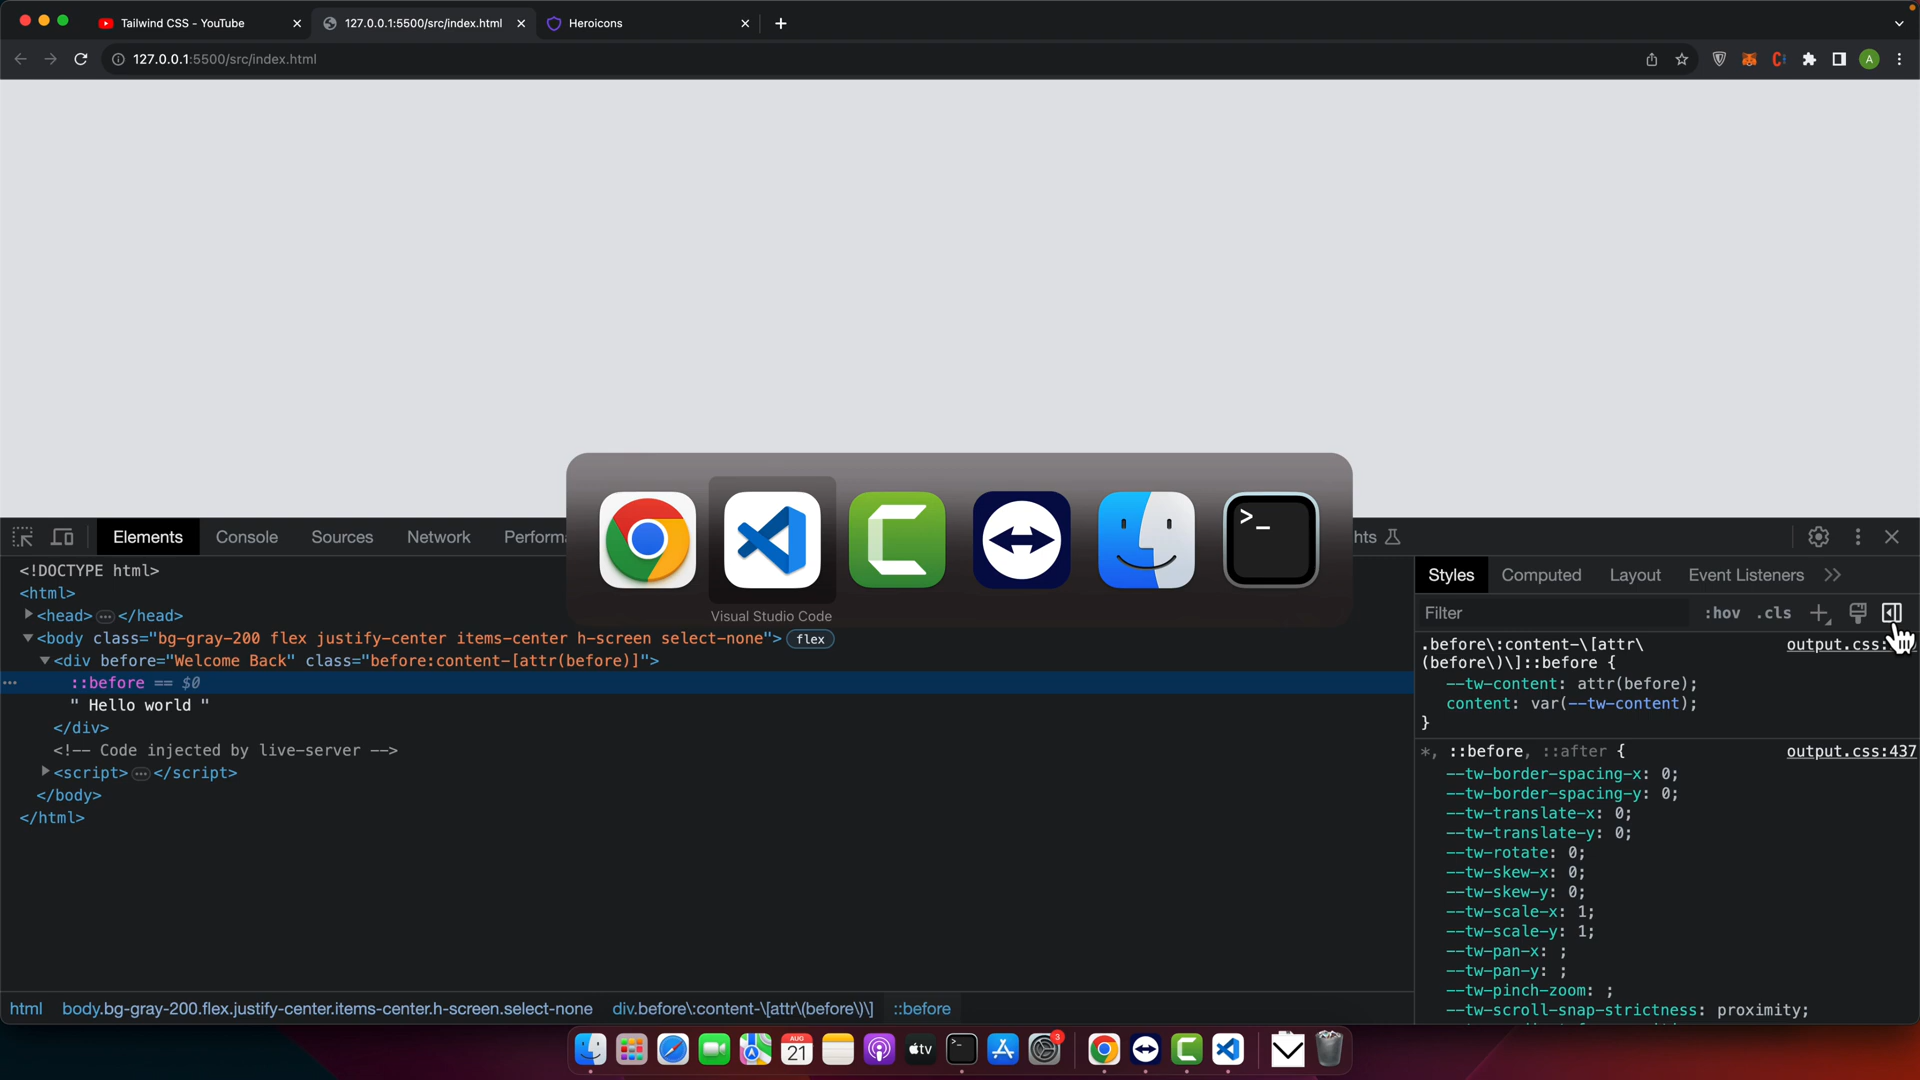 Tailwind CSS - YouTube
127.0.0.1:5500/src/index.html
Heroicons
127.0.0.1:5500/src/index.html
A
Elements
Console
Sources
Network
Perform
hts
<!DOCTYPE html>
<html>
<head> … </head>
<body class="bg-gray-200 flex justify-center items-center h-screen select-none"> flex
<div before="Welcome Back" class="before:content-[attr(before)]">
::before == $0
" Hello world "
</div>
<!-- Code injected by live-server -->
<script> … </script>
</body>
</html>
Visual Studio Code
Styles
Computed
Layout
Event Listeners
Filter
:hov
.cls
.before\:content-\[attr\
(before\)\]::before {
output.css:
--tw-content: attr(before);
content: var(--tw-content);
}
*, ::before, ::after {
output.css:437
--tw-border-spacing-x: 0;
--tw-border-spacing-y: 0;
--tw-translate-x: 0;
--tw-translate-y: 0;
--tw-rotate: 0;
--tw-skew-x: 0;
--tw-skew-y: 0;
--tw-scale-x: 1;
--tw-scale-y: 1;
--tw-pan-x: ;
--tw-pan-y: ;
--tw-pinch-zoom: ;
--tw-scroll-snap-strictness: proximity;
html
body.bg-gray-200.flex.justify-center.items-center.h-screen.select-none
div.before\:content-\[attr\(before\)\]
::before
AUG
21
tv
3